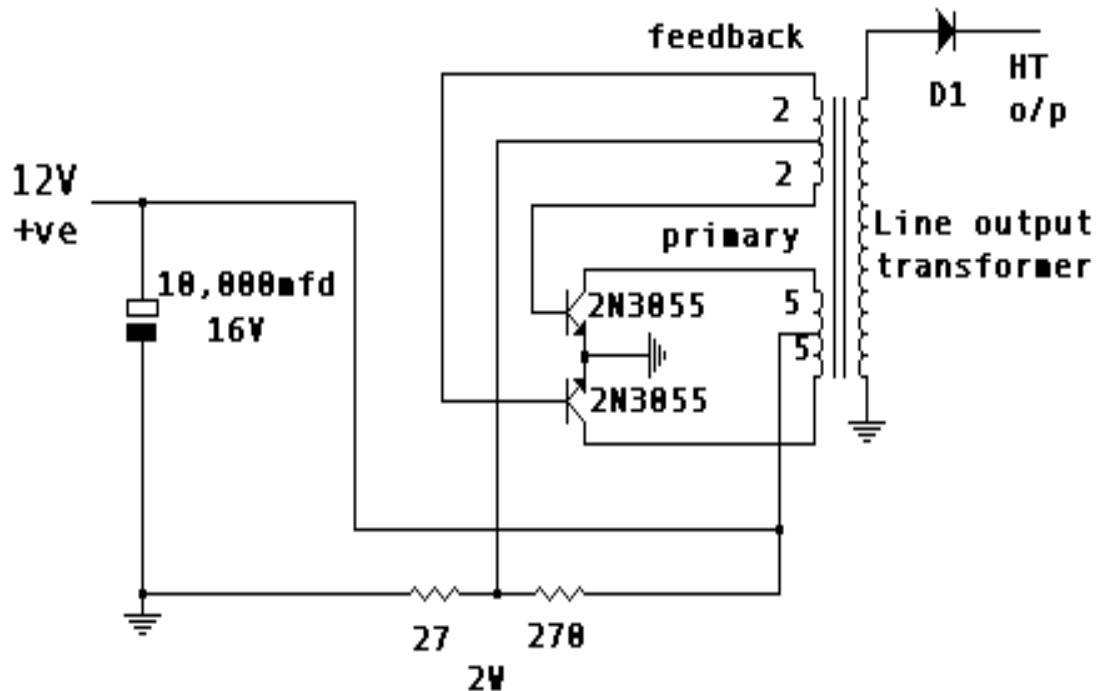 feedback
HT
o/p
D1
2
2
12V
+ve
primary
Line output
transformer
10,000mfd
16V
2N3055
5
5
2N3055
27
270
2W